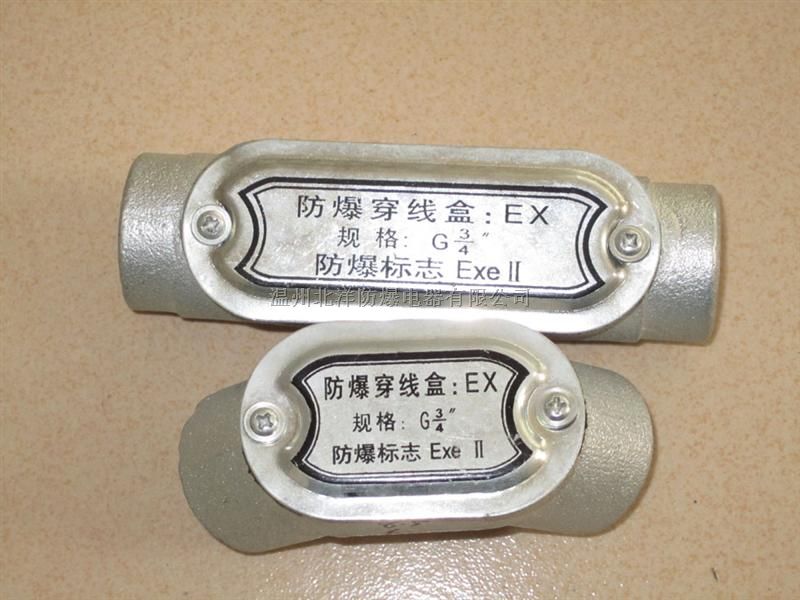 防爆穿线盒: EX
规格: G 3/4"
防爆标志 Exe II
温州北洋防爆电器有限公司
防爆穿线盒: EX
规格: G3/4"
防爆标志 Exe II